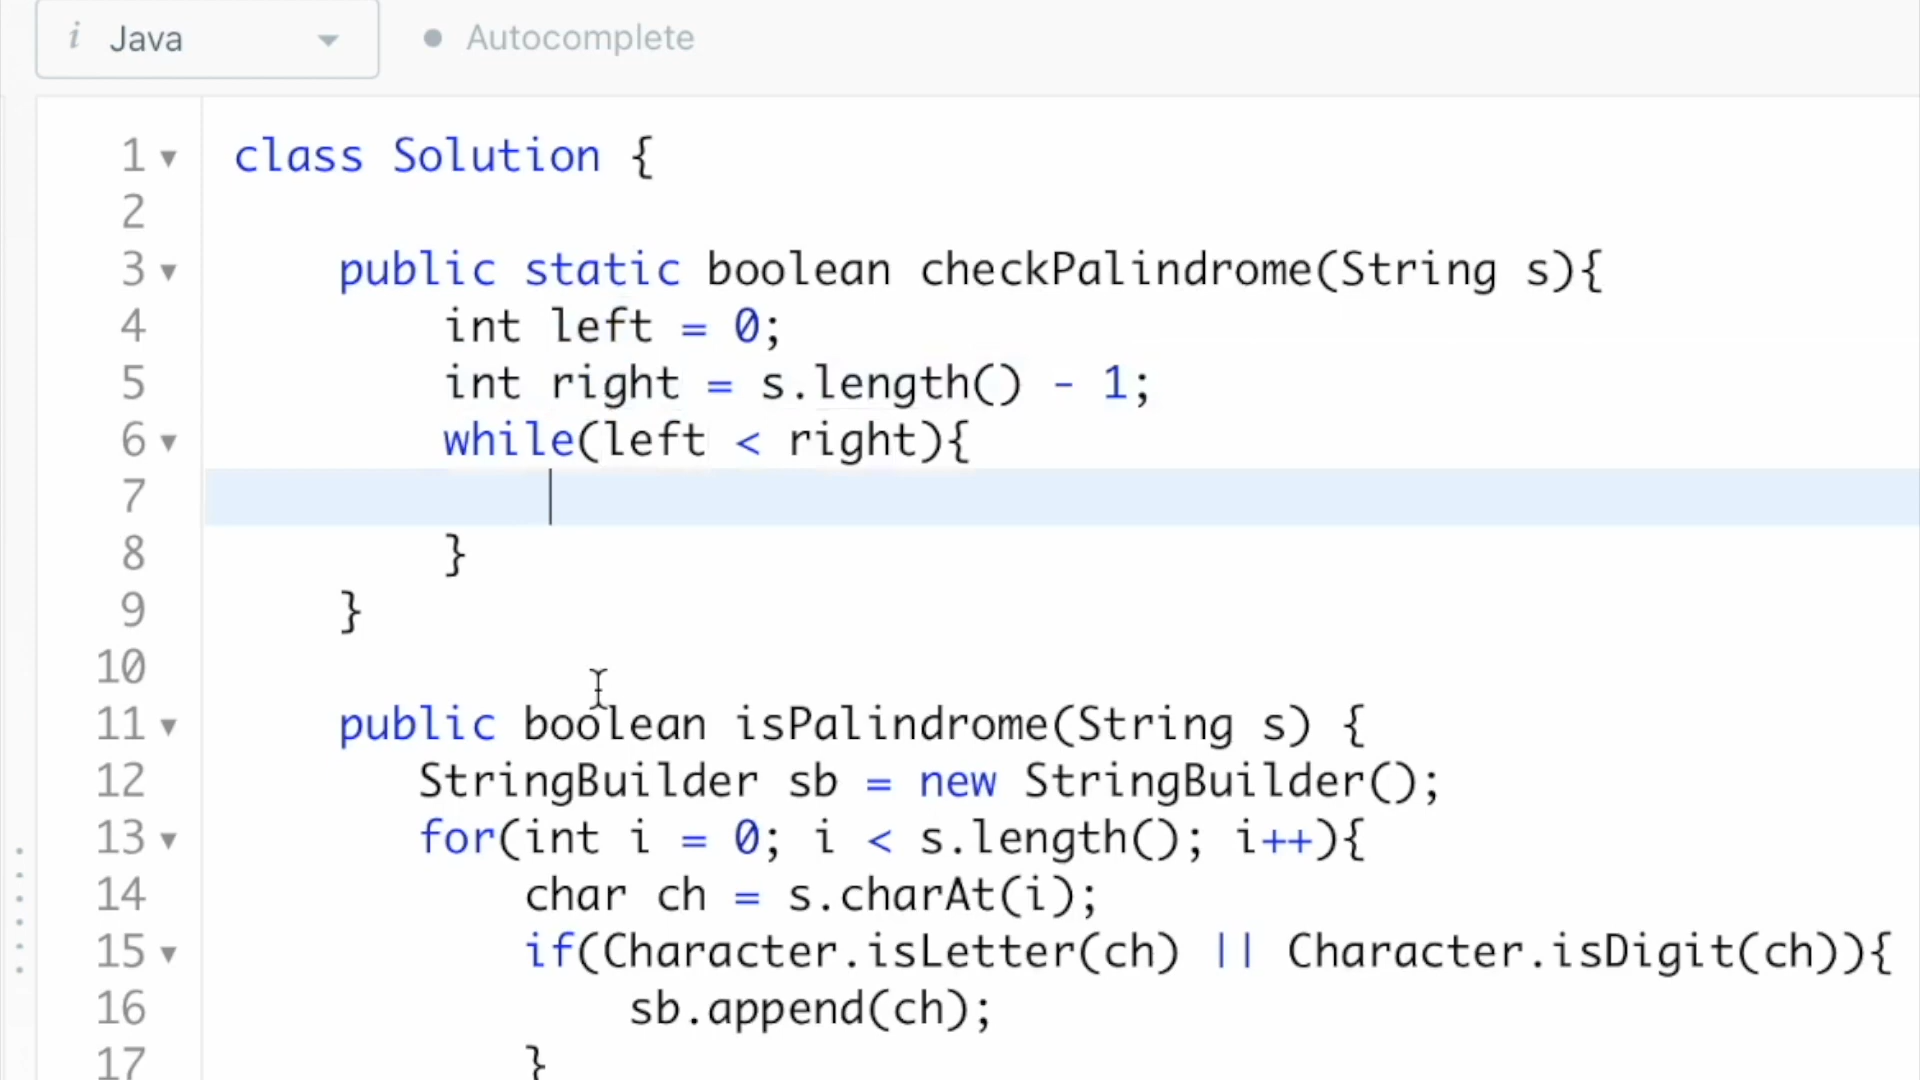 i Java Autocomplete
1 class Solution {
2
3 public static boolean checkPalindrome(String s){
4 int left = 0;
5 int right = s.length() - 1;
6 while(left < right){
7
8 }
9 }
10
11 public boolean isPalindrome(String s) {
12 StringBuilder sb = new StringBuilder();
13 for(int i = 0; i < s.length(); i++){
14 char ch = s.charAt(i);
15 if(Character.isLetter(ch) || Character.isDigit(ch)){
16 sb.append(ch);
17 }